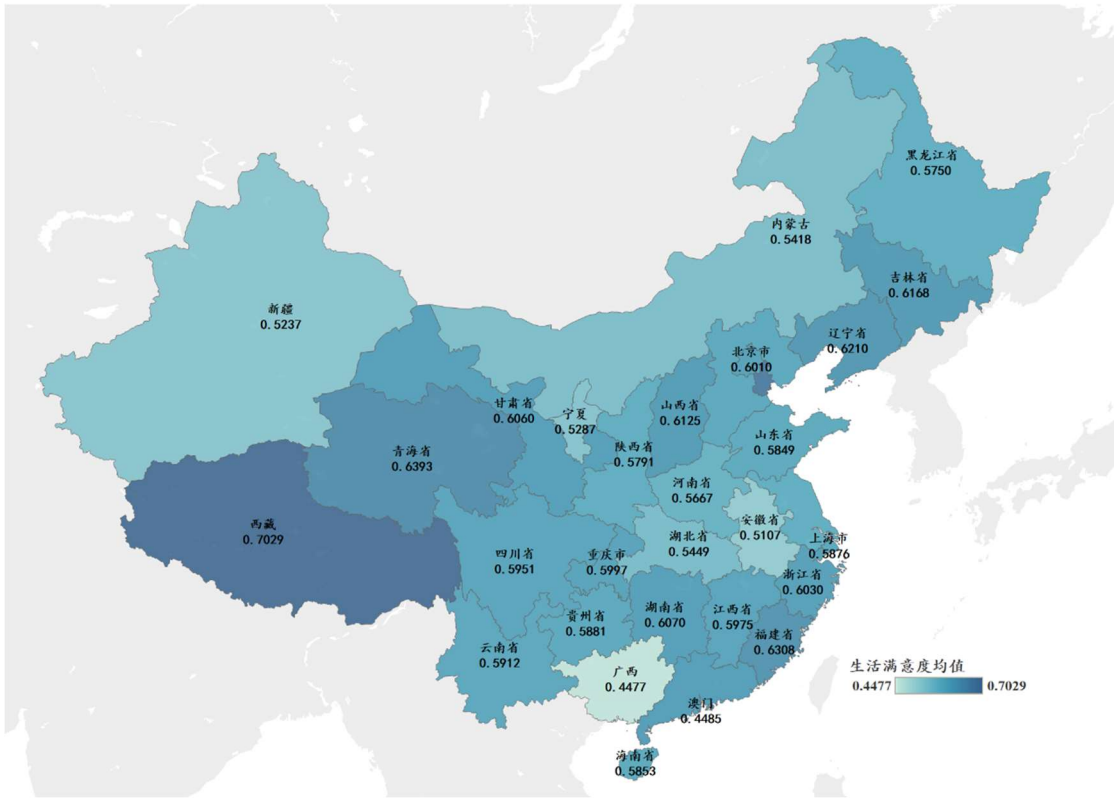 黑龙江省
0.5750
内蒙古
0.5418
吉林省
0.6168
新疆
0.5237
辽宁省
0.6210
北京市
0.6010
甘肃省
0.6060
宁夏
0.5287
山西省
0.6125
青海省
0.6393
陕西省
0.5791
山东省
0.5849
河南省
0.5667
西藏
0.7029
安徽省
0.5107
四川省
0.5951
重庆市
0.5997
湖北省
0.5449
上海市
0.5876
浙江省
0.6030
贵州省
0.5881
湖南省
0.6070
江西省
0.5975
云南省
0.5912
福建省
0.6308
广西
0.4477
生活满意度均值
0.4477 0.7029
澳门
0.4485
海南省
0.5853